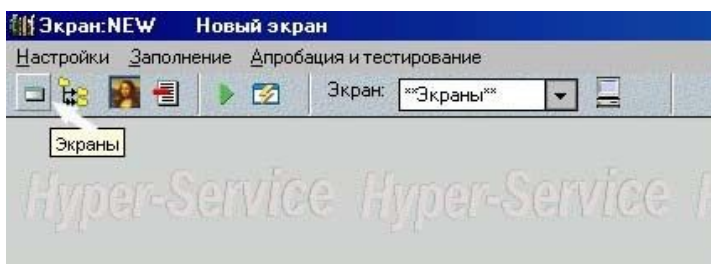 Экран:NEW Новый экран
Настройки Заполнение Апробация и тестирование
Экран: **Экраны**
Экраны
Hyper-Service Hyper-Service